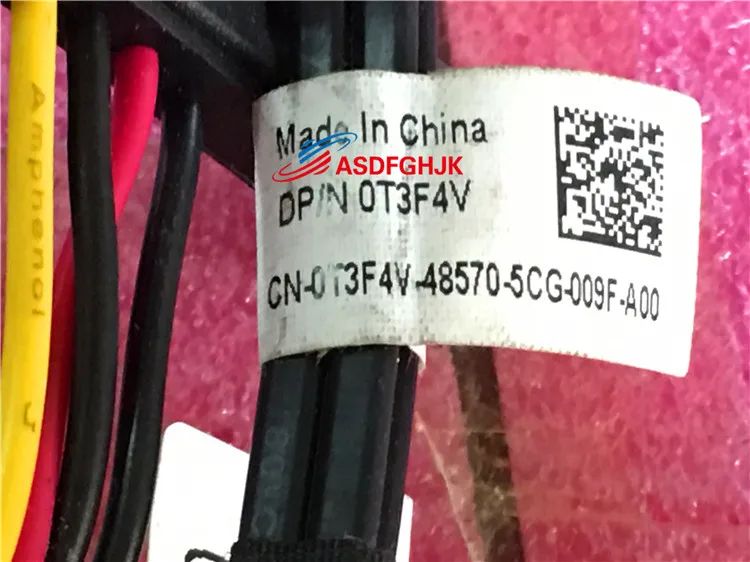 Amphenol
J
Made In China
ASDFGHJK
DP/N 0T3F4V
CN-0T3F4V-48570-5CG-009F-A00